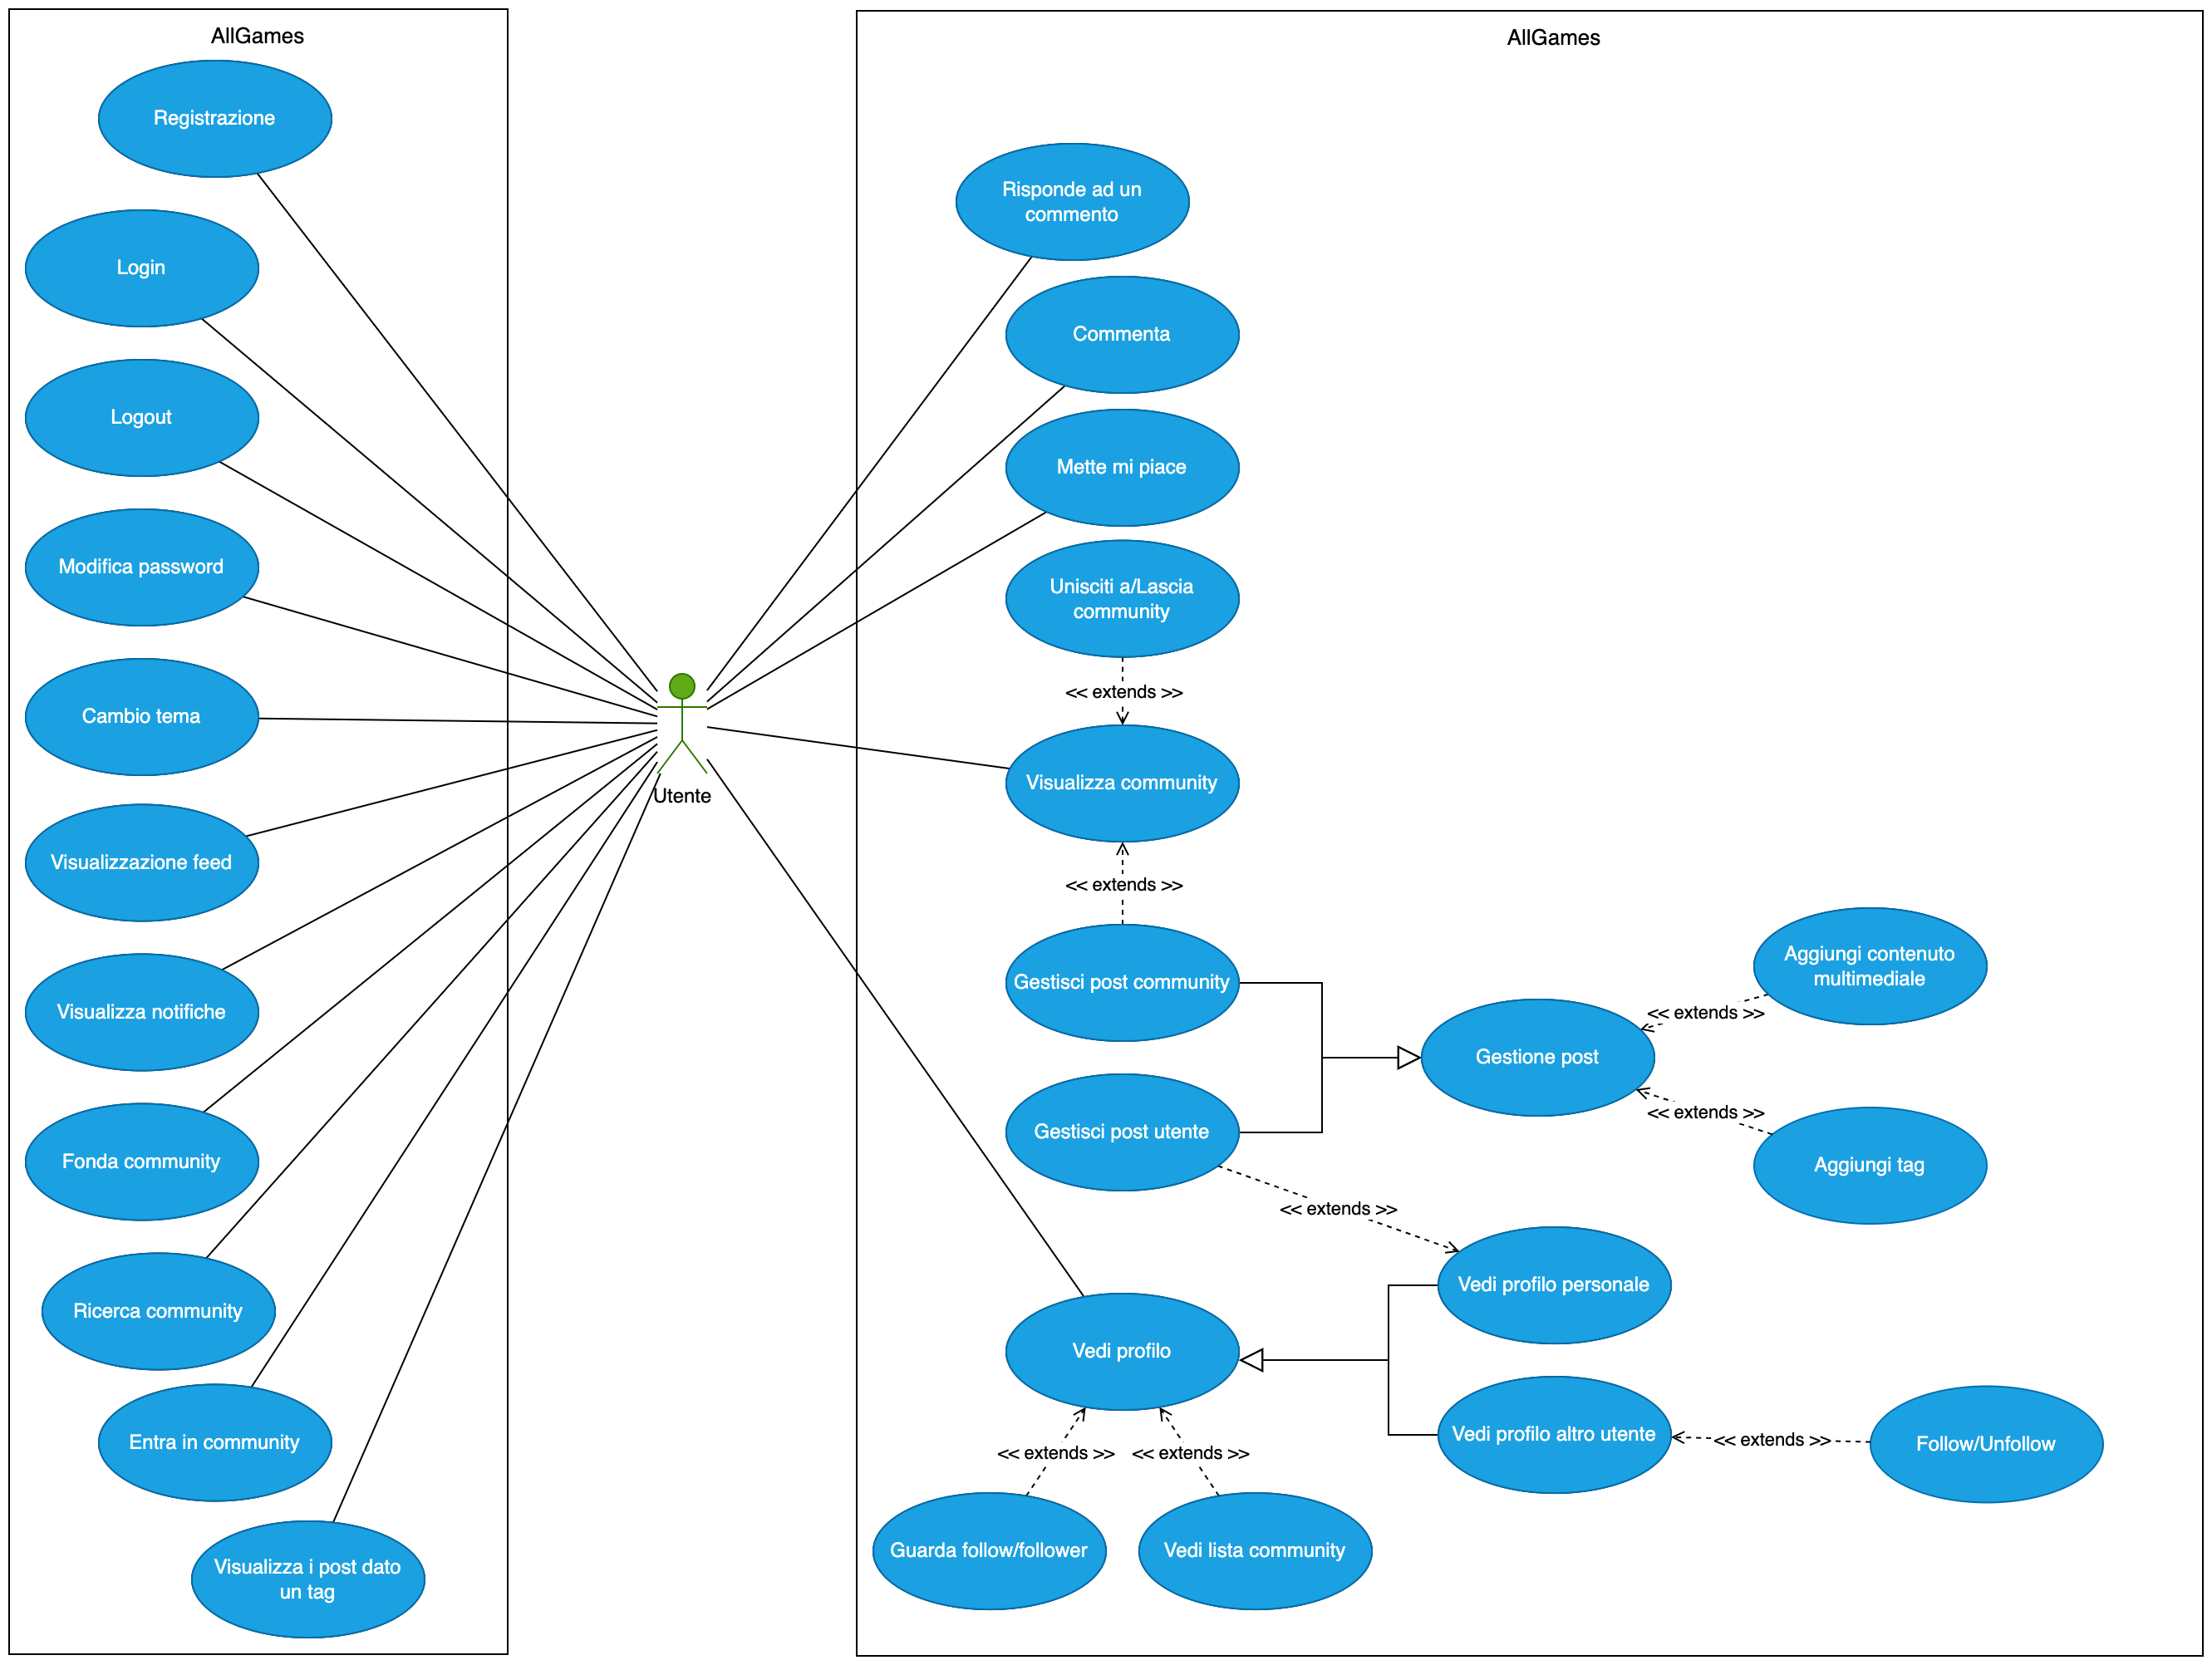 AllGames
Registrazione
Login
Logout
Modifica password
Cambio tema
Visualizzazione feed
Visualizza notifiche
Fonda community
Ricerca community
Entra in community
Visualizza i post dato
un tag
Utente
AllGames
Risponde ad un
commento
Commenta
Mette mi piace
Unisciti a/Lascia
community
<< extends >>
Visualizza community
<< extends >>
Gestisci post community
Gestisci post utente
Gestione post
Aggiungi contenuto
multimediale
<< extends >>
<< extends >>
Aggiungi tag
<< extends >>
Vedi profilo personale
Vedi profilo
Vedi profilo altro utente
<< extends >>
Follow/Unfollow
<< extends >>
<< extends >>
Guarda follow/follower
Vedi lista community